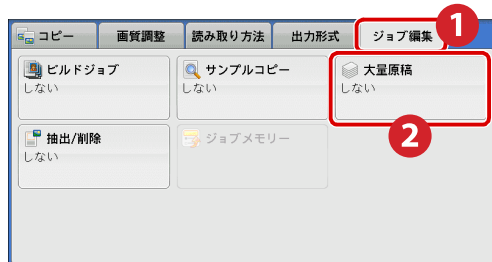 1
コピー 画質調整 読み取り方法 出力形式 ジョブ編集
ビルドジョブ サンプルコピー 大量原稿
しない しない しない
2
抽出/削除 ジョブメモリー
しない